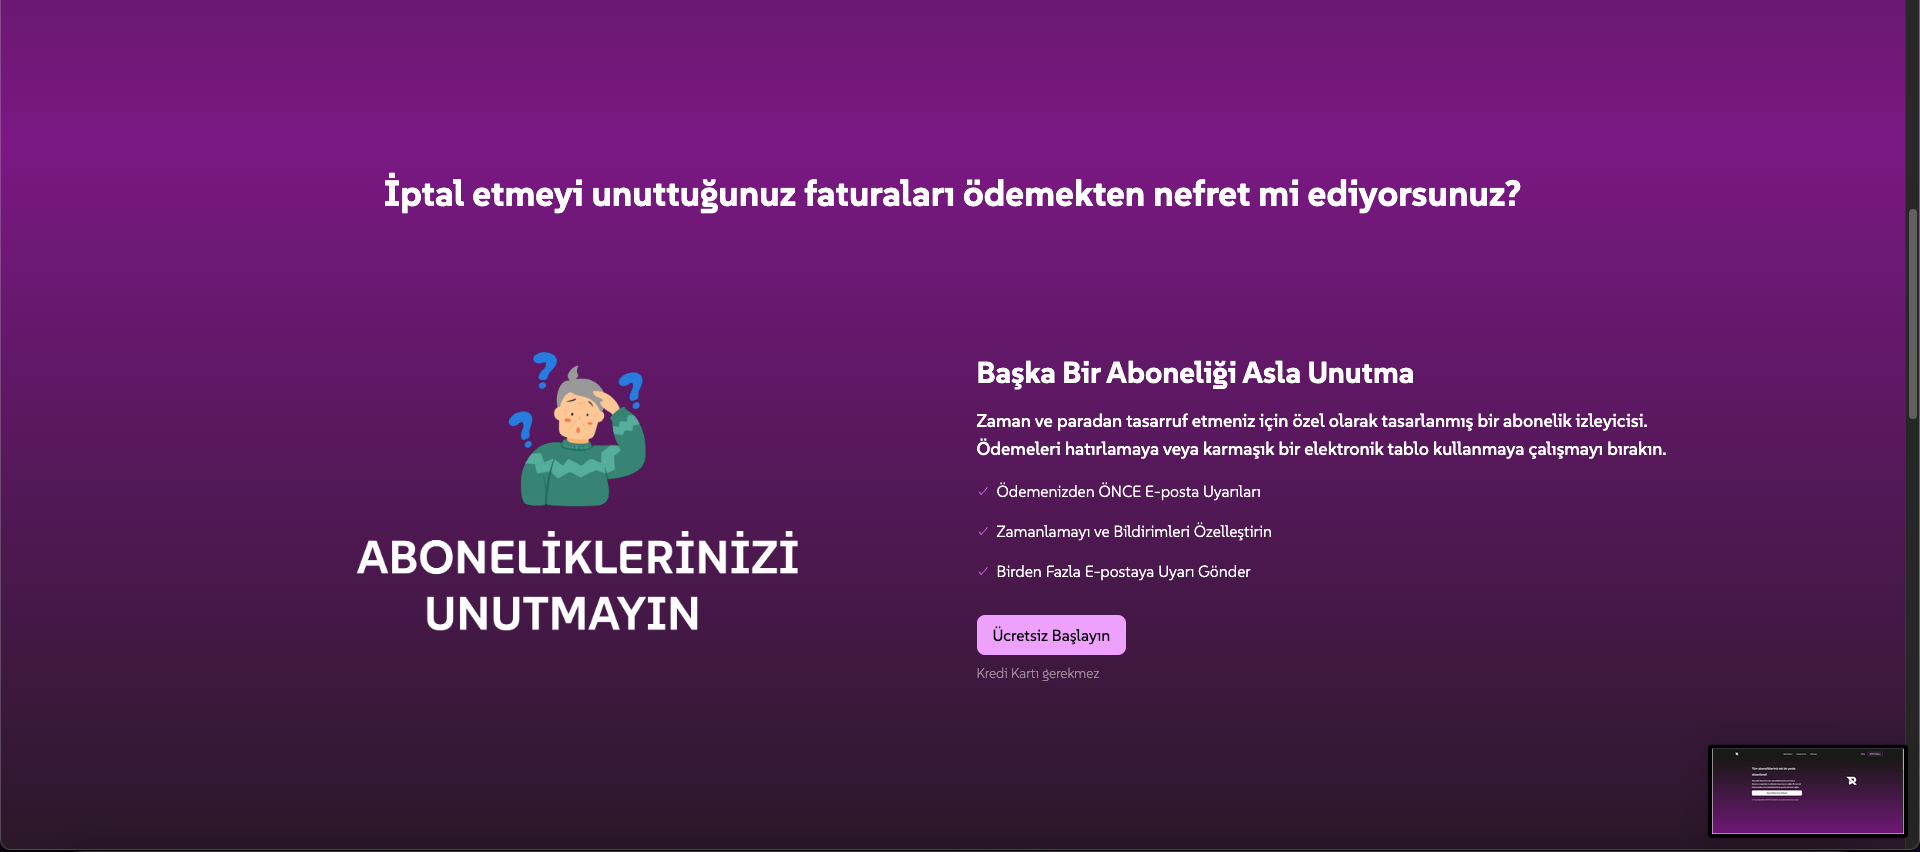 İptal etmeyi unuttuğunuz faturaları ödemekten nefret mi ediyorsunuz?
ABONELİKLERİNİZİ
UNUTMAYIN
Başka Bir Aboneliği Asla Unutma
Zaman ve paradan tasarruf etmeniz için özel olarak tasarlanmış bir abonelik izleyicisi.
Ödemeleri hatırlamaya veya karmaşık bir elektronik tablo kullanmaya çalışmayı bırakın.
Ödemenizden ÖNCE E-posta Uyarıları
Zamanlamayı ve Bildirimleri Özelleştirin
Birden Fazla E-postaya Uyarı Gönder
Ücretsiz Başlayın
Kredi Kartı gerekmez